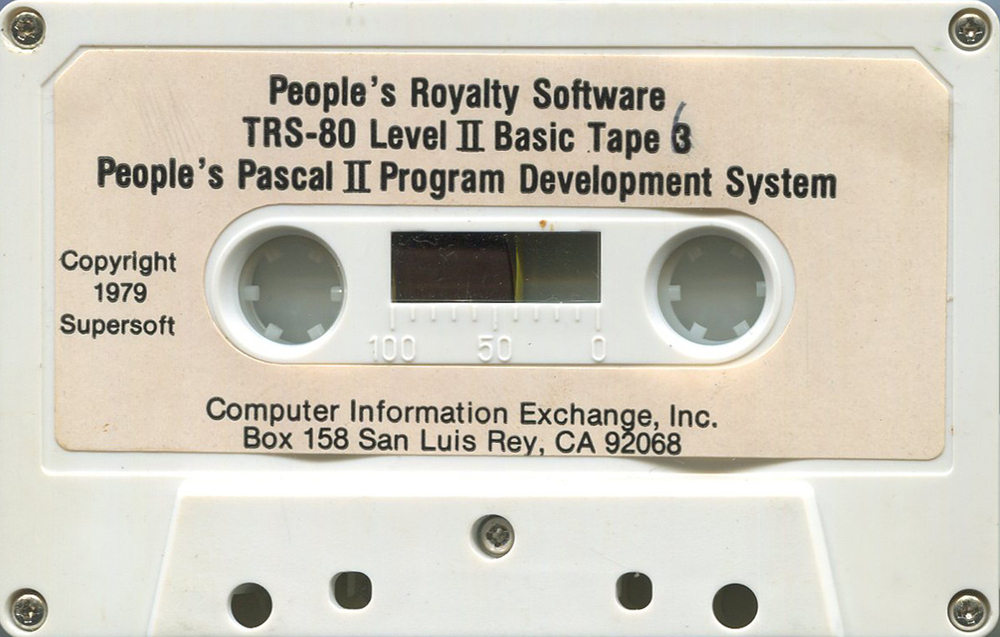 People's Royalty Software
TRS-80 Level II Basic Tape 6
People's Pascal II Program Development System
Copyright
1979
Supersoft
100 50 0
Computer Information Exchange, Inc.
Box 158 San Luis Rey, CA 92068